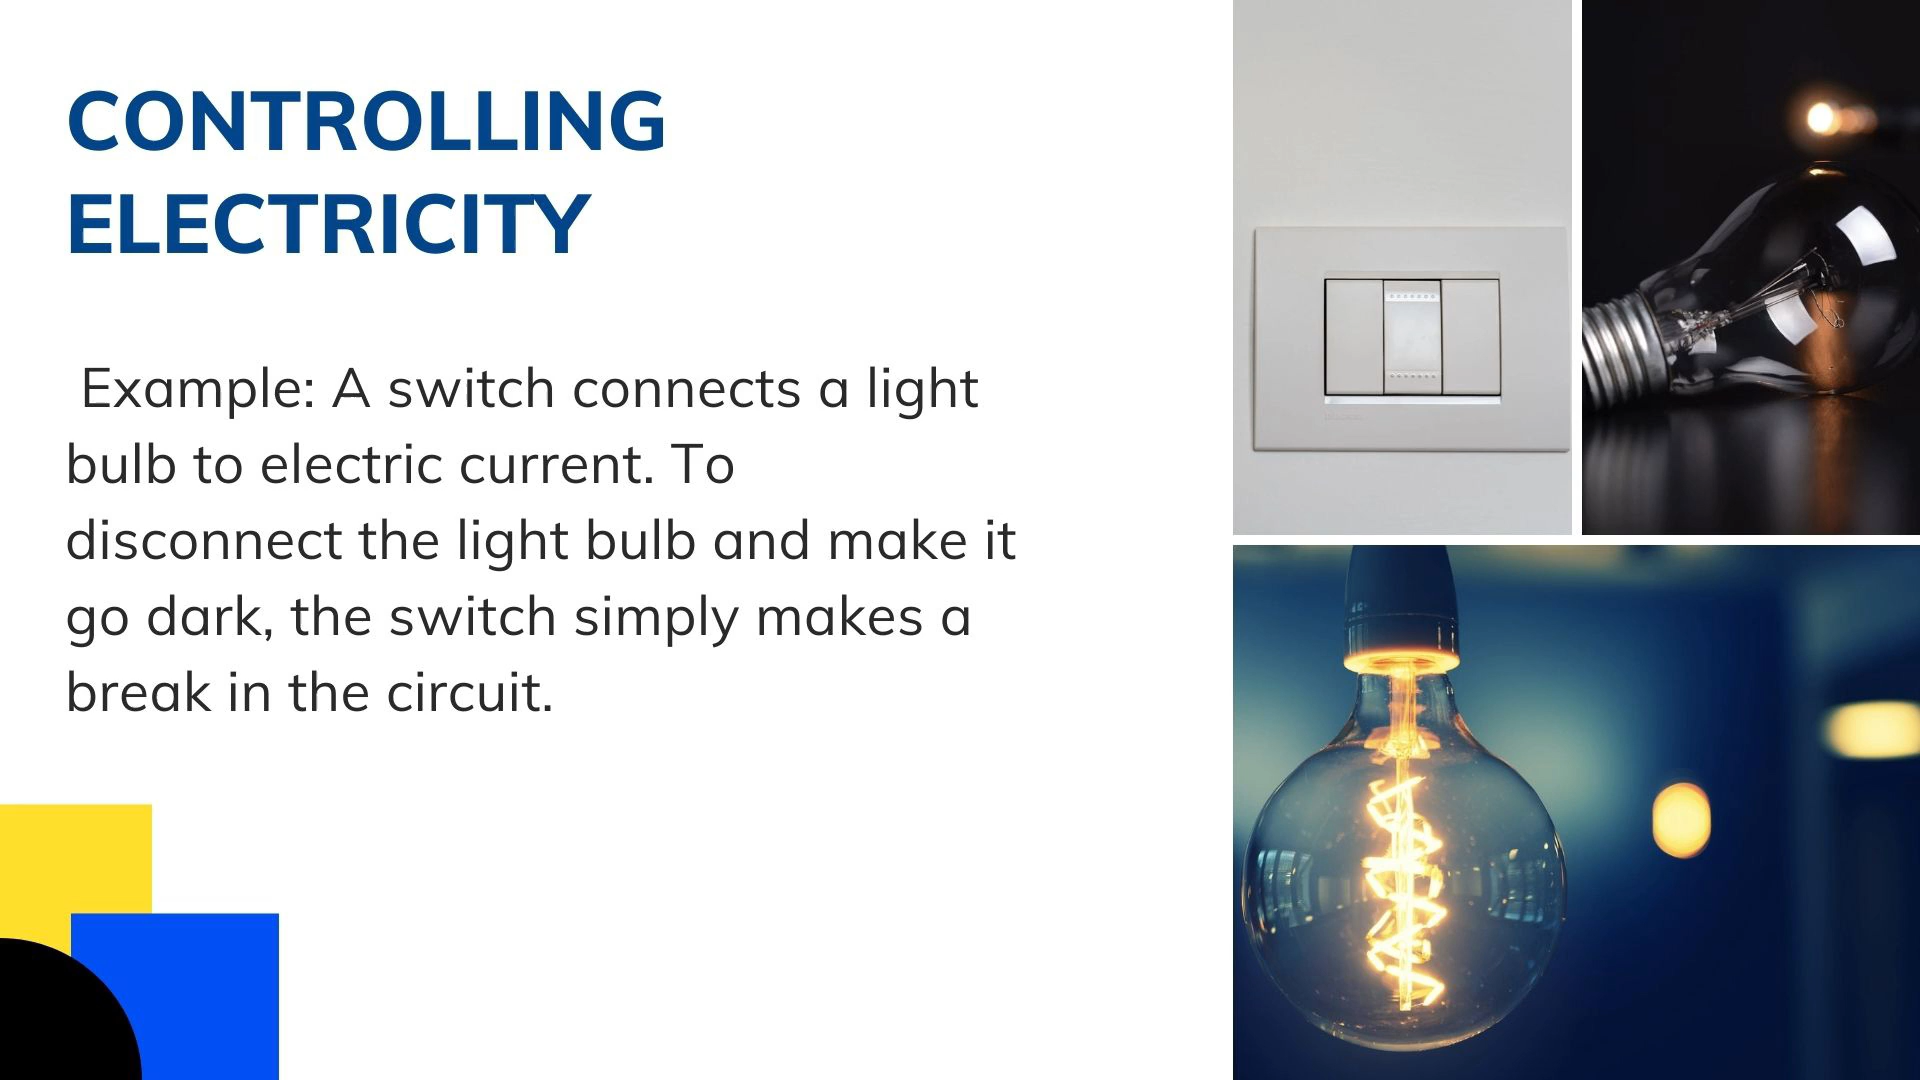 CONTROLLING
ELECTRICITY
Example: A switch connects a light
bulb to electric current. To
disconnect the light bulb and make it
go dark, the switch simply makes a
break in the circuit.